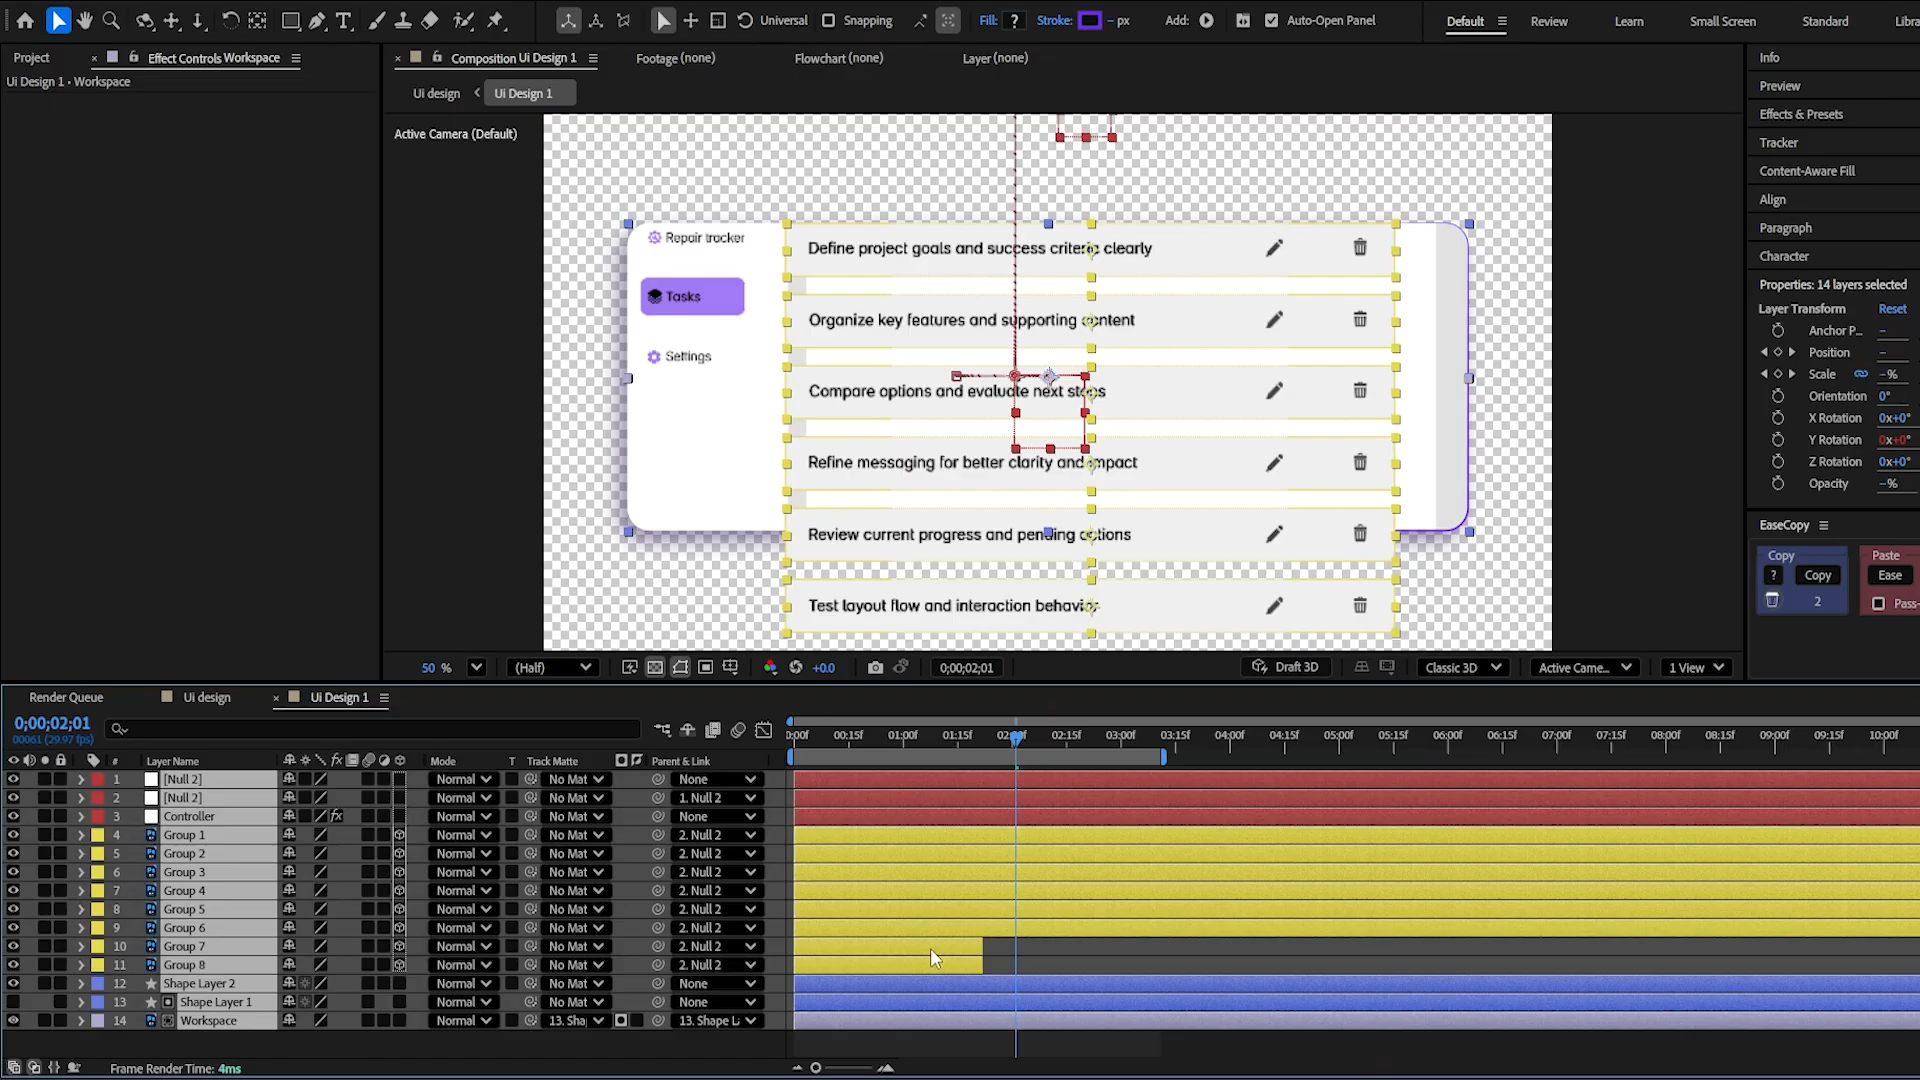 Universal Snapping Fill: ? Stroke: – px Add: Auto-Open Panel Default Review Learn Small Screen Standard Libra
Project × Effect Controls Workspace
Ui Design 1 • Workspace
× Composition Ui Design 1 Footage (none) Flowchart (none) Layer (none)
Ui design Ui Design 1
Active Camera (Default)
Repair tracker
Tasks
Settings
Define project goals and success criteria clearly
Organize key features and supporting content
Compare options and evaluate next steps
Refine messaging for better clarity and impact
Review current progress and pending options
Test layout flow and interaction behavior
50 % (Half) +0.0 0;00;02;01 Draft 3D Classic 3D Active Came... 1 View
Info
Preview
Effects & Presets
Tracker
Content-Aware Fill
Align
Paragraph
Character
Properties: 14 layers selected
Layer Transform Reset
Anchor P... –
Position –
Scale –%
Orientation 0°
X Rotation 0x+0°
Y Rotation 0x+0°
Z Rotation 0x+0°
Opacity –%
EaseCopy
Copy Paste
? Copy Ease
2 Pass-
Render Queue Ui design × Ui Design 1
0;00;02;01
00061 (29.97 fps)
0:00f 00:15f 01:00f 01:15f 02:00f 02:15f 03:00f 03:15f 04:00f 04:15f 05:00f 05:15f 06:00f 06:15f 07:00f 07:15f 08:00f 08:15f 09:00f 09:15f 10:00f
# Layer Name fx Mode T Track Matte Parent & Link
1 [Null 2] Normal No Mat None
2 [Null 2] Normal No Mat 1. Null 2
3 Controller fx Normal No Mat None
4 Group 1 Normal No Mat 2. Null 2
5 Group 2 Normal No Mat 2. Null 2
6 Group 3 Normal No Mat 2. Null 2
7 Group 4 Normal No Mat 2. Null 2
8 Group 5 Normal No Mat 2. Null 2
9 Group 6 Normal No Mat 2. Null 2
10 Group 7 Normal No Mat 2. Null 2
11 Group 8 Normal No Mat 2. Null 2
12 Shape Layer 2 Normal No Mat None
13 Shape Layer 1 Normal No Mat None
14 Workspace Normal 13. Sha 13. Shape L
Frame Render Time: 4ms